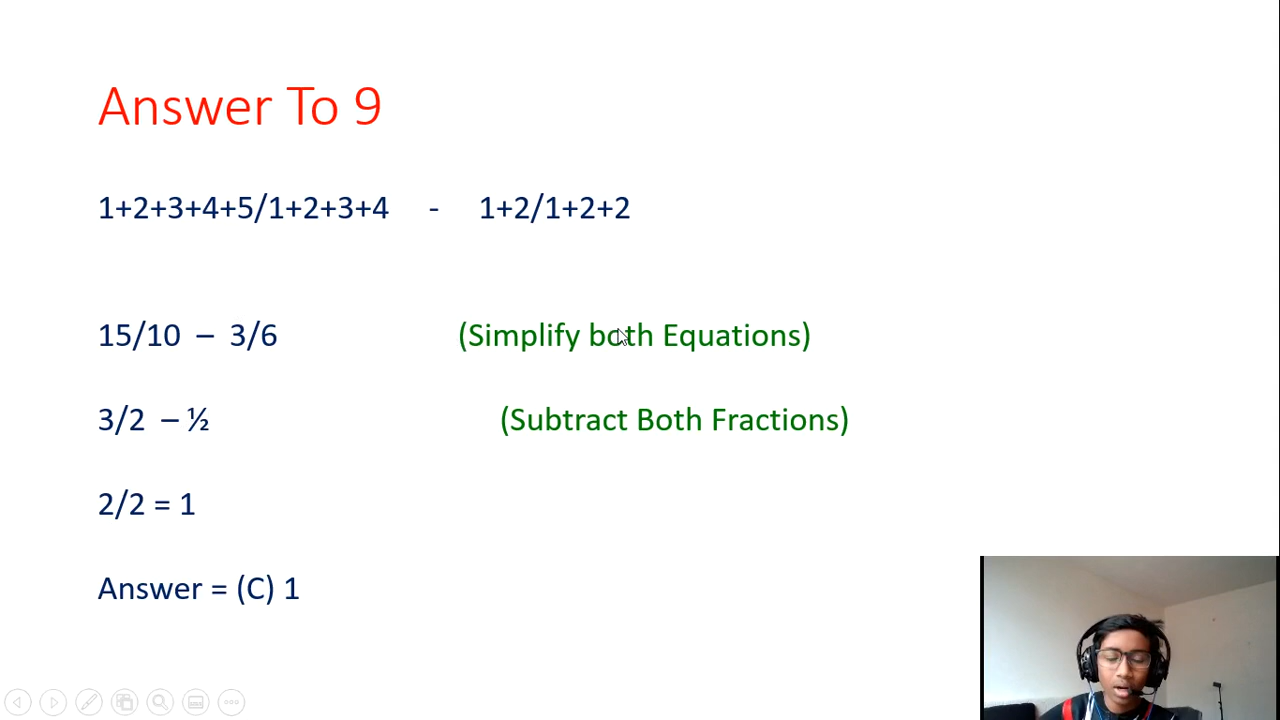 Answer To 9
1+2+3+4+5/1+2+3+4 - 1+2/1+2+2
15/10 – 3/6 (Simplify both Equations)
3/2 – ½ (Subtract Both Fractions)
2/2 = 1
Answer = (C) 1